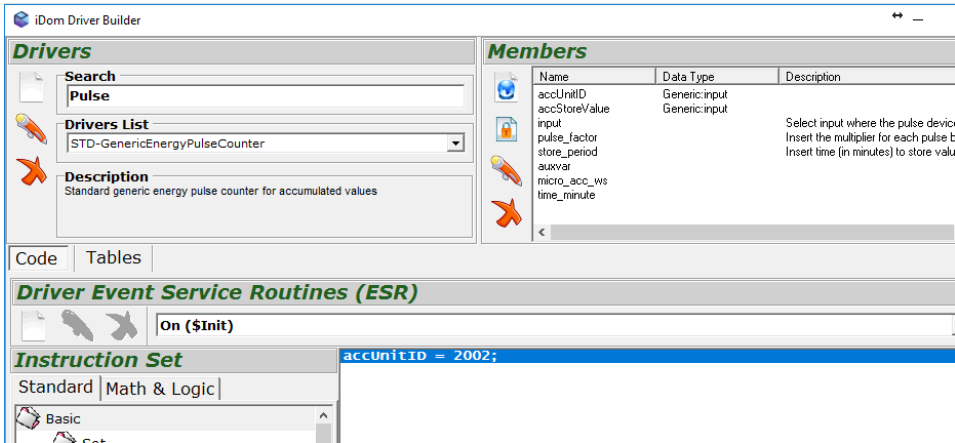 iDom Driver Builder
Drivers
Search
Pulse
Drivers List
STD-GenericEnergyPulseCounter
Description
Standard generic energy pulse counter for accumulated values
Members
Name Data Type Description
accUnitID Generic:input
accStoreValue Generic:input
input Select input where the pulse device
pulse_factor Insert the multiplier for each pulse b
store_period Insert time (in minutes) to store valu
auxvar
micro_acc_ws
time_minute
Code Tables
Driver Event Service Routines (ESR)
On ($Init)
Instruction Set
Standard Math & Logic
Basic
Set
accUnitID = 2002;